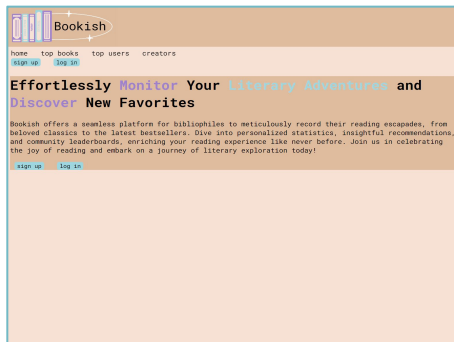 Bookish
home top books top users creators
sign up log in
Effortlessly Monitor Your Literary Adventures and
Discover New Favorites
Bookish offers a seamless platform for bibliophiles to meticulously record their reading escapades, from
beloved classics to the latest bestsellers. Dive into personalized statistics, insightful recommendations,
and community leaderboards, enriching your reading experience like never before. Join us in celebrating
the joy of reading and embark on a journey of literary exploration today!
sign up log in